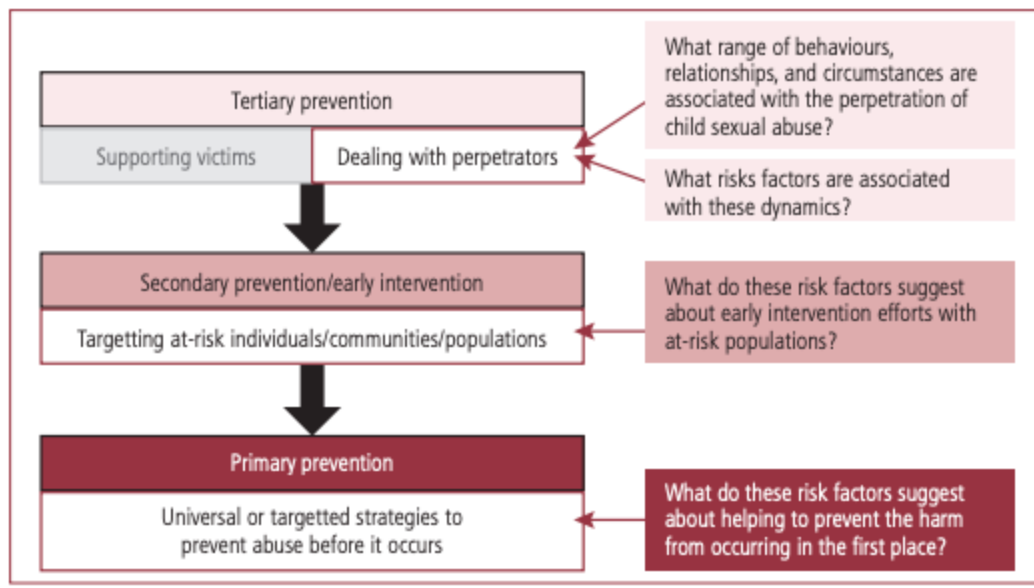 Tertiary prevention
Supporting victims
Dealing with perpetrators
What range of behaviours,
relationships, and circumstances are
associated with the perpetration of
child sexual abuse?
What risks factors are associated
with these dynamics?
Secondary prevention/early intervention
Targetting at-risk individuals/communities/populations
What do these risk factors suggest
about early intervention efforts with
at-risk populations?
Primary prevention
Universal or targetted strategies to
prevent abuse before it occurs
What do these risk factors suggest
about helping to prevent the harm
from occurring in the first place?